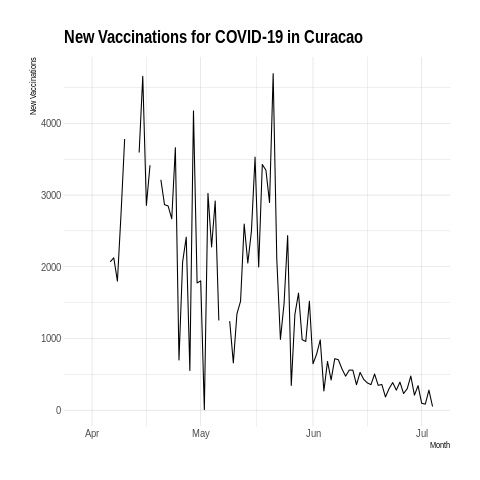 New Vaccinations for COVID-19 in Curacao
New Vaccinations
4000
3000
2000
1000
0
Apr May Jun Jul
Month